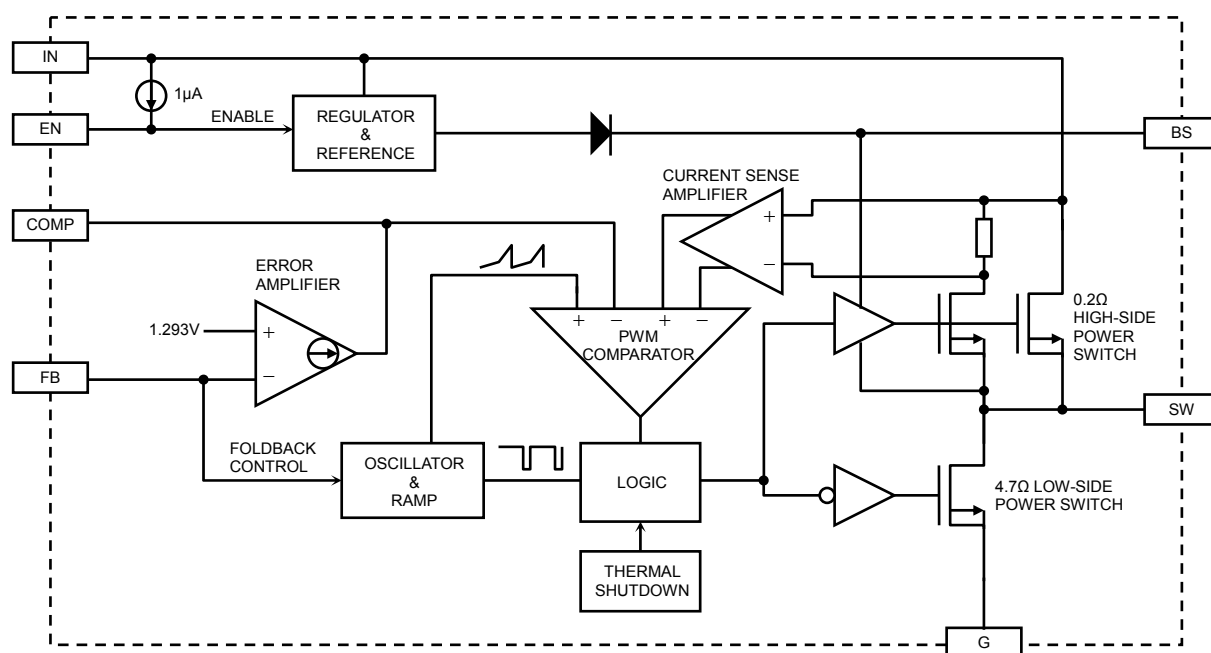 IN
1μA
EN
ENABLE
REGULATOR
&
REFERENCE
BS
CURRENT SENSE
AMPLIFIER
COMP
+
−
ERROR
AMPLIFIER
1.293V
+
−
+ − + −
PWM
COMPARATOR
0.2Ω
HIGH-SIDE
POWER
SWITCH
FB
SW
FOLDBACK
CONTROL
OSCILLATOR
&
RAMP
LOGIC
4.7Ω LOW-SIDE
POWER SWITCH
THERMAL
SHUTDOWN
G